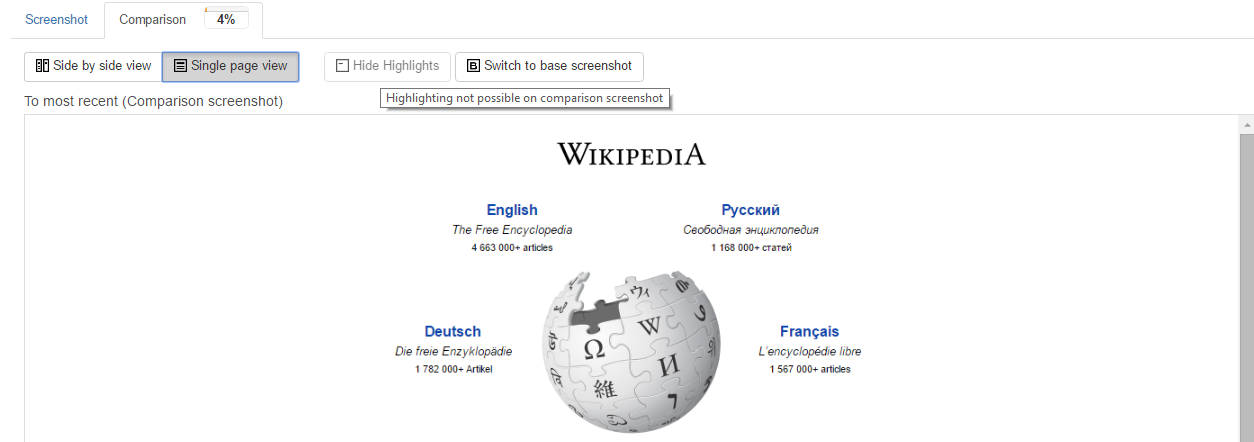 Screenshot Comparison 4%
Side by side view Single page view Hide Highlights B Switch to base screenshot
To most recent (Comparison screenshot)
Highlighting not possible on comparison screenshot
WIKIPEDIA
English
The Free Encyclopedia
4 663 000+ articles
Русский
Свободная энциклопедия
1 168 000+ статей
Deutsch
Die freie Enzyklopädie
1 782 000+ Artikel
Français
L'encyclopédie libre
1 567 000+ articles
ウィ
W
Ω
И
維